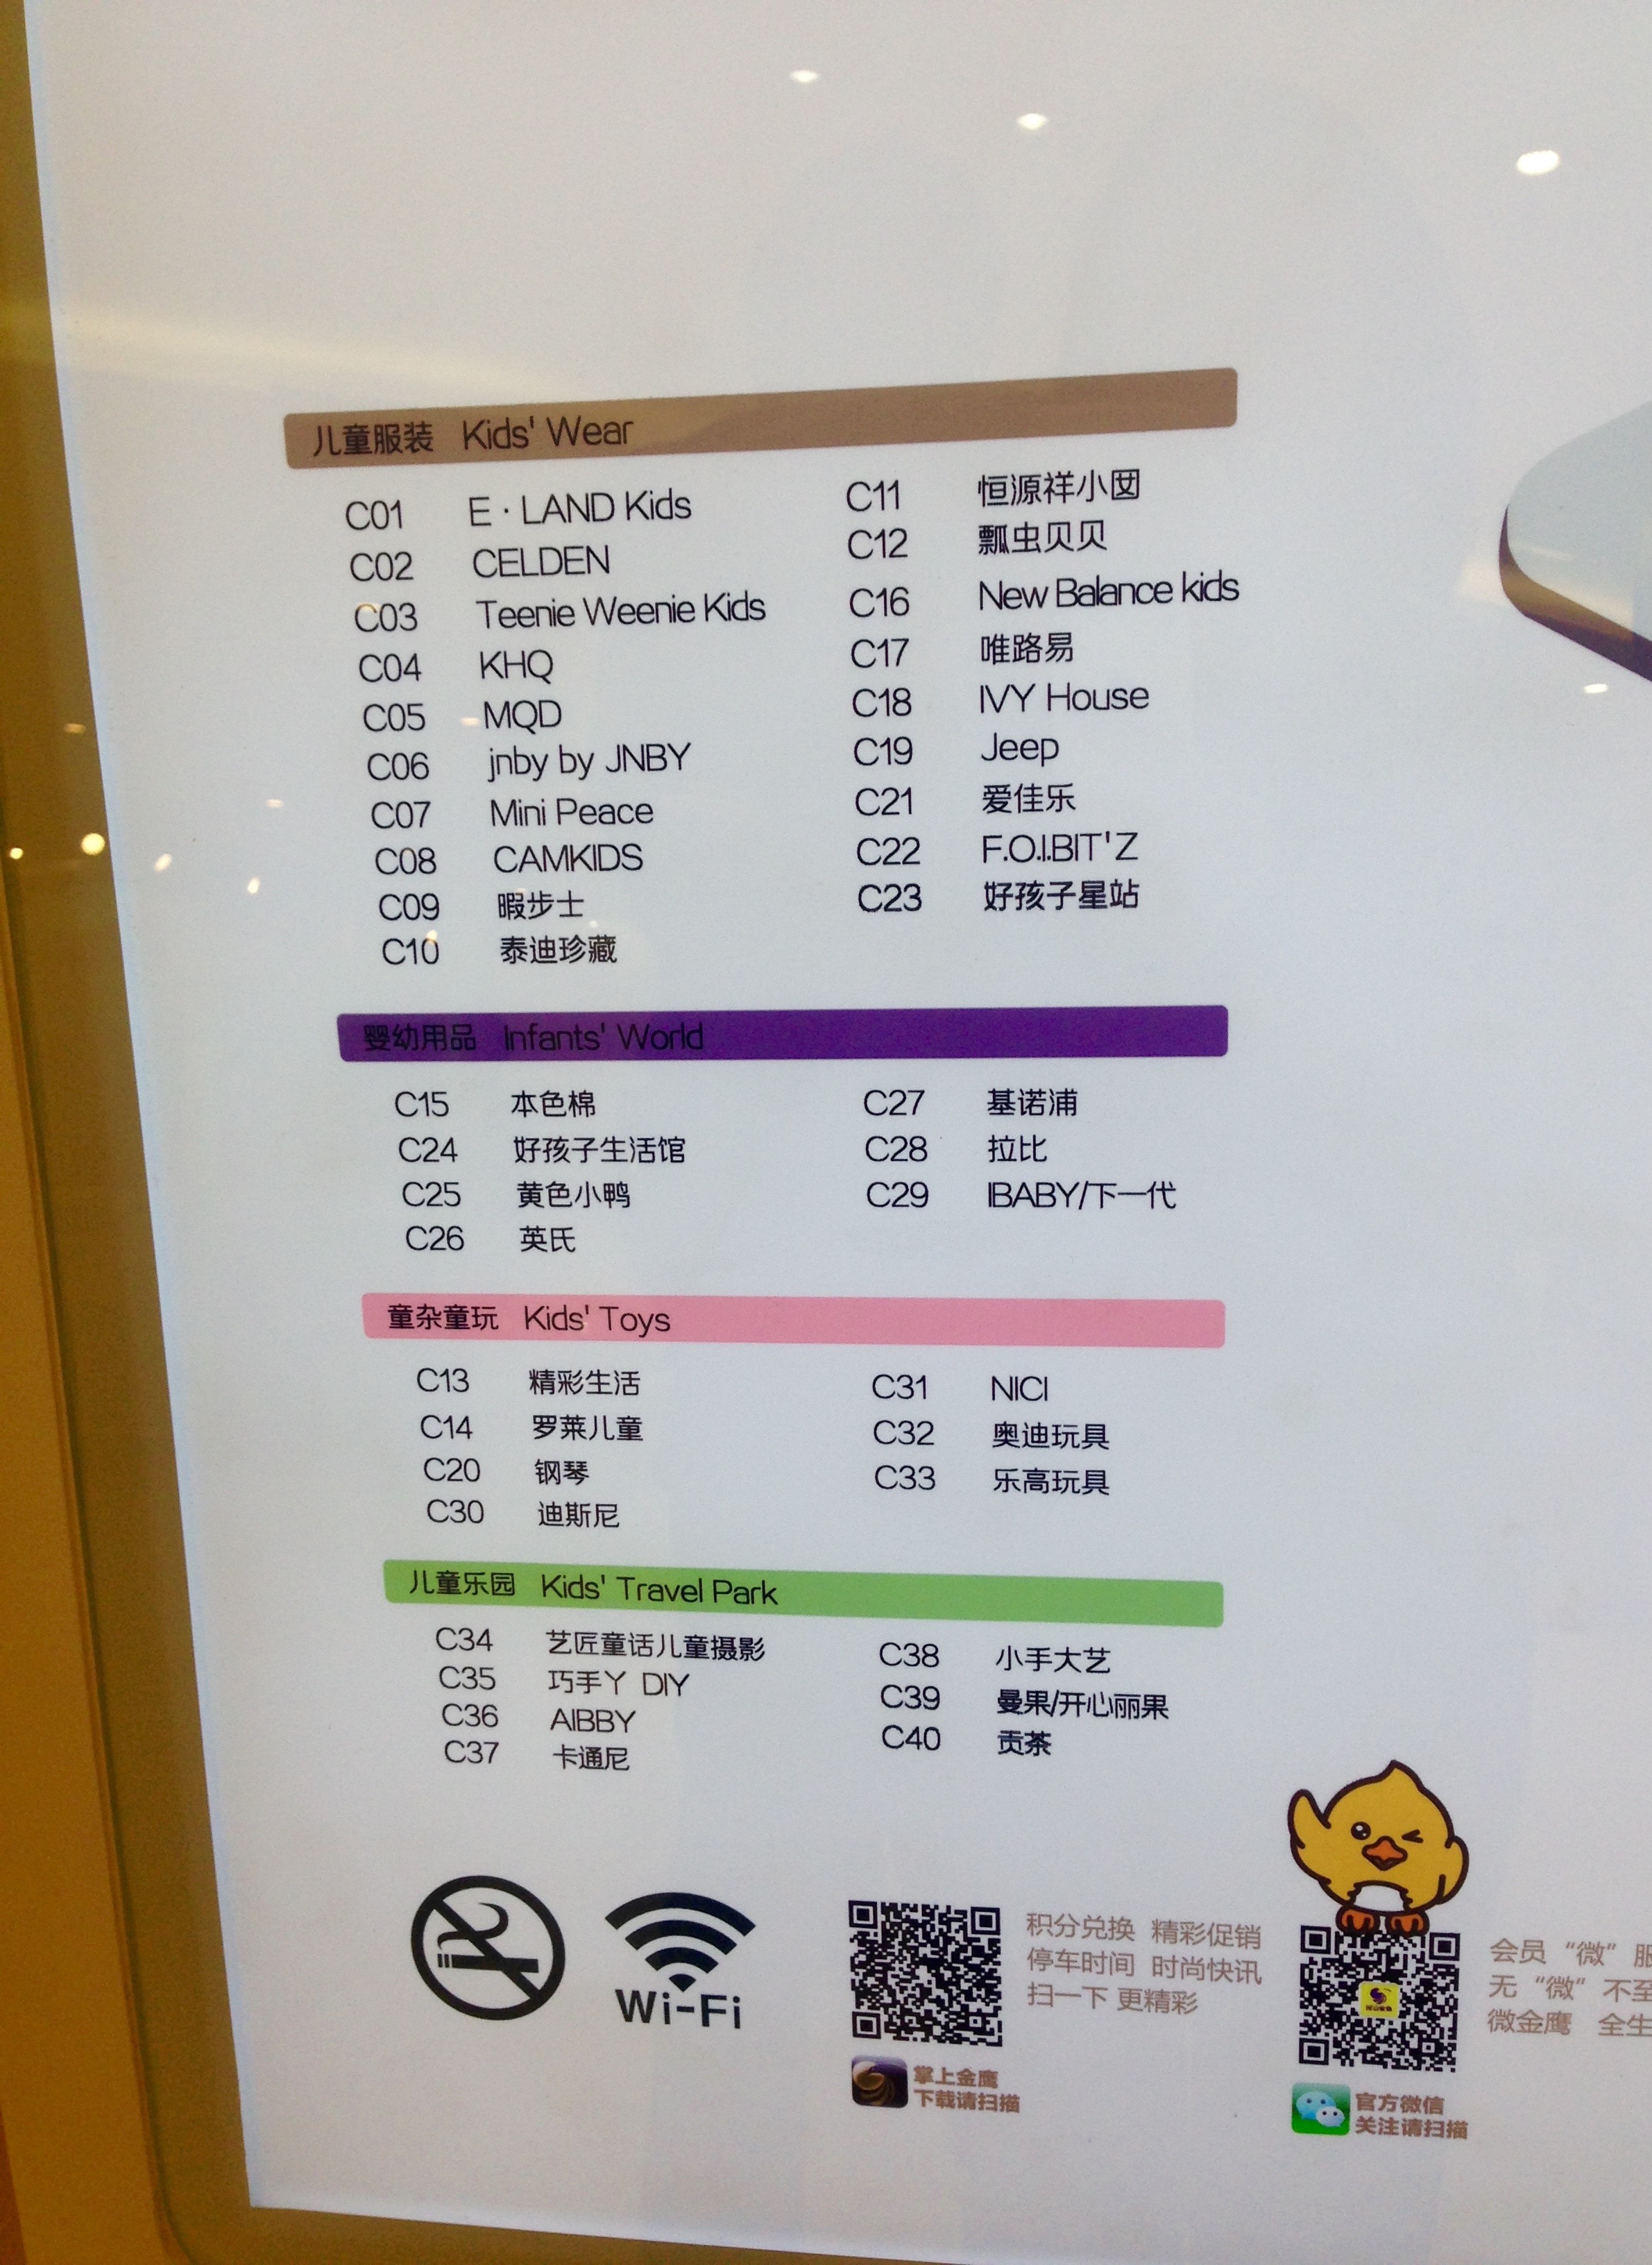 儿童服装 Kids' Wear
C01 E·LAND Kids
C02 CELDEN
C03 Teenie Weenie Kids
C04 KHQ
C05 MQD
C06 jnby by JNBY
C07 Mini Peace
C08 CAMKIDS
C09 暇步士
C10 泰迪珍藏
C11 恒源祥小囡
C12 瓢虫贝贝
C16 New Balance kids
C17 唯路易
C18 IVY House
C19 Jeep
C21 爱佳乐
C22 F.O.I.BIT'Z
C23 好孩子星站
婴幼用品 Infants' World
C15 本色棉
C24 好孩子生活馆
C25 黄色小鸭
C26 英氏
C27 基诺浦
C28 拉比
C29 IBABY/下一代
童杂童玩 Kids' Toys
C13 精彩生活
C14 罗莱儿童
C20 钢琴
C30 迪斯尼
C31 NICI
C32 奥迪玩具
C33 乐高玩具
儿童乐园 Kids' Travel Park
C34 艺匠童话儿童摄影
C35 巧手丫 DIY
C36 AIBBY
C37 卡通尼
C38 小手大艺
C39 曼果/开心丽果
C40 贡茶
Wi-Fi
积分兑换 精彩促销
停车时间 时尚快讯
扫一下 更精彩
掌上金鹰
下载请扫描
会员“微”服
无“微”不至
微金鹰 全生
官方微信
关注请扫描